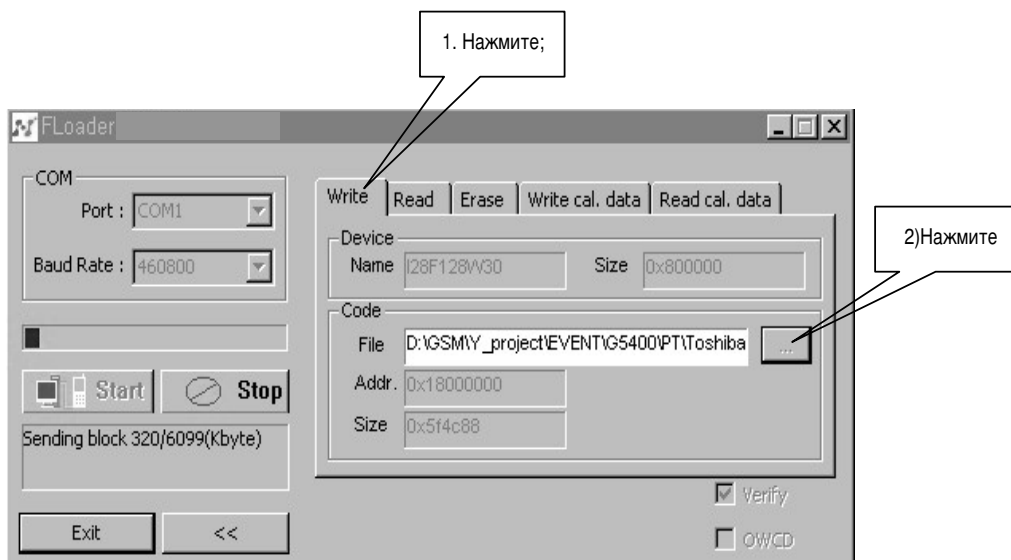 1. Нажмите;
FLoader
COM
Port : COM1
Baud Rate : 460800
Start
Stop
Sending block 320/6099(Kbyte)
Exit
<<
Write
Read
Erase
Write cal. data
Read cal. data
Device
Name I28F128W30 Size 0x800000
Code
File D:\GSM\Y_project\EVENT\G5400\PT\Toshiba ...
Addr. 0x18000000
Size 0x5f4c88
Verify
OWCD
2)Нажмите